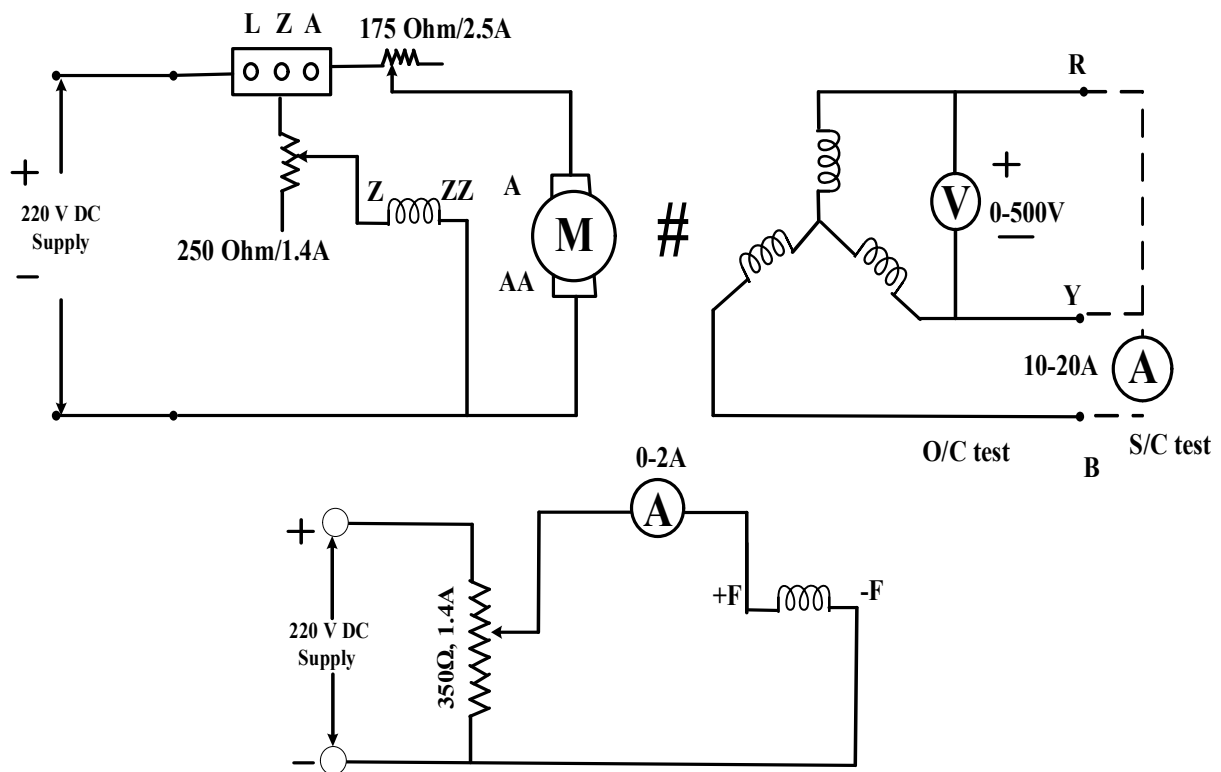 L Z A
175 Ohm/2.5A
R
+
220 V DC
Supply
−
Z ZZ
250 Ohm/1.4A
A
M
AA
#
V
+
0-500V
−
Y
10-20A
A
O/C test
B
S/C test
0-2A
A
+
220 V DC
Supply
−
350Ω, 1.4A
+F
-F